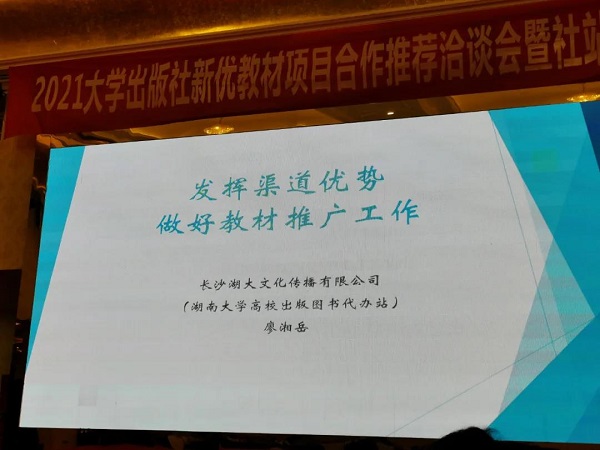 2021大学出版社新优教材项目合作推荐洽谈会暨社站
发挥渠道优势
做好教材推广工作
长沙湖大文化传播有限公司
（湖南大学高校出版图书代办站）
廖湘岳